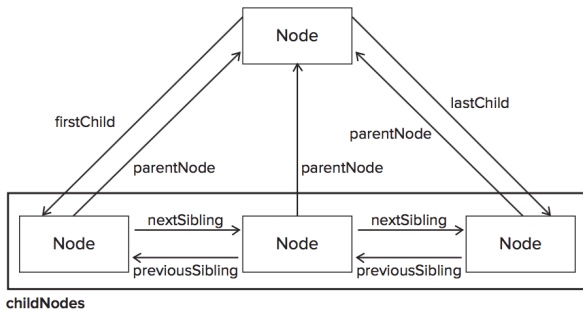 Node
firstChild
lastChild
parentNode
parentNode
parentNode
Node
nextSibling
previousSibling
Node
nextSibling
previousSibling
Node
childNodes